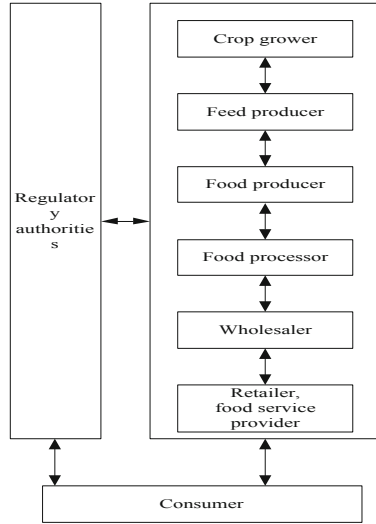 Crop grower
Feed producer
Food producer
Regulator
y
authoritie
s
Food processor
Wholesaler
Retailer,
food service
provider
Consumer